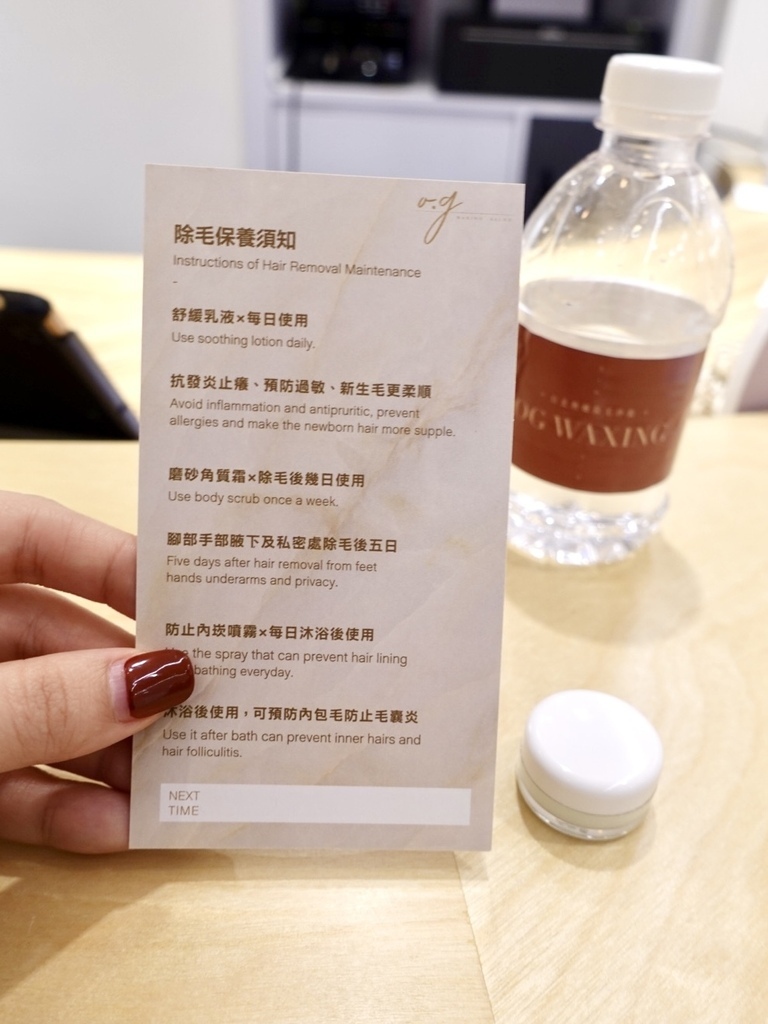 o.g
除毛保養須知
Instructions of Hair Removal Maintenance
-
舒緩乳液×每日使用
Use soothing lotion daily.
抗發炎止癢、預防過敏、新生毛更柔順
Avoid inflammation and antipruritic, prevent
allergies and make the newborn hair more supple.
磨砂角質霜×除毛後幾日使用
Use body scrub once a week.
腳部手部腋下及私密處除毛後五日
Five days after hair removal from feet
hands underarms and privacy.
防止內崁噴霧×每日沐浴後使用
the spray that can prevent hair lining
bathing everyday.
沐浴後使用，可預防內包毛防止毛囊炎
Use it after bath can prevent inner hairs and
hair folliculitis.
NEXT
TIME
OG WAXING